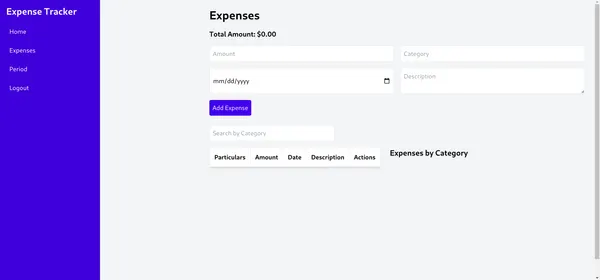 Expense Tracker
Home
Expenses
Period
Logout
Expenses
Total Amount: $0.00
Amount
Category
mm/dd/yyyy
Description
Add Expense
Search by Category
Particulars Amount Date Description Actions
Expenses by Category